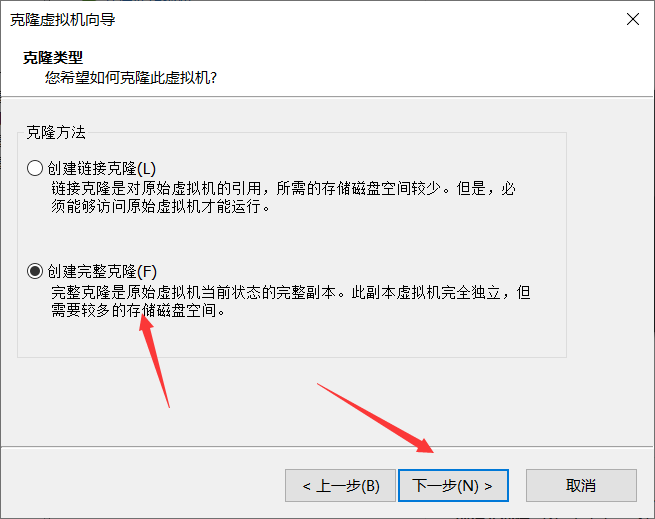 克隆虚拟机向导
克隆类型
您希望如何克隆此虚拟机?
克隆方法
创建链接克隆(L)
链接克隆是对原始虚拟机的引用，所需的存储磁盘空间较少。但是，必
须能够访问原始虚拟机才能运行。
创建完整克隆(F)
完整克隆是原始虚拟机当前状态的完整副本。此副本虚拟机完全独立，但
需要较多的存储磁盘空间。
< 上一步(B) 下一步(N) > 取消